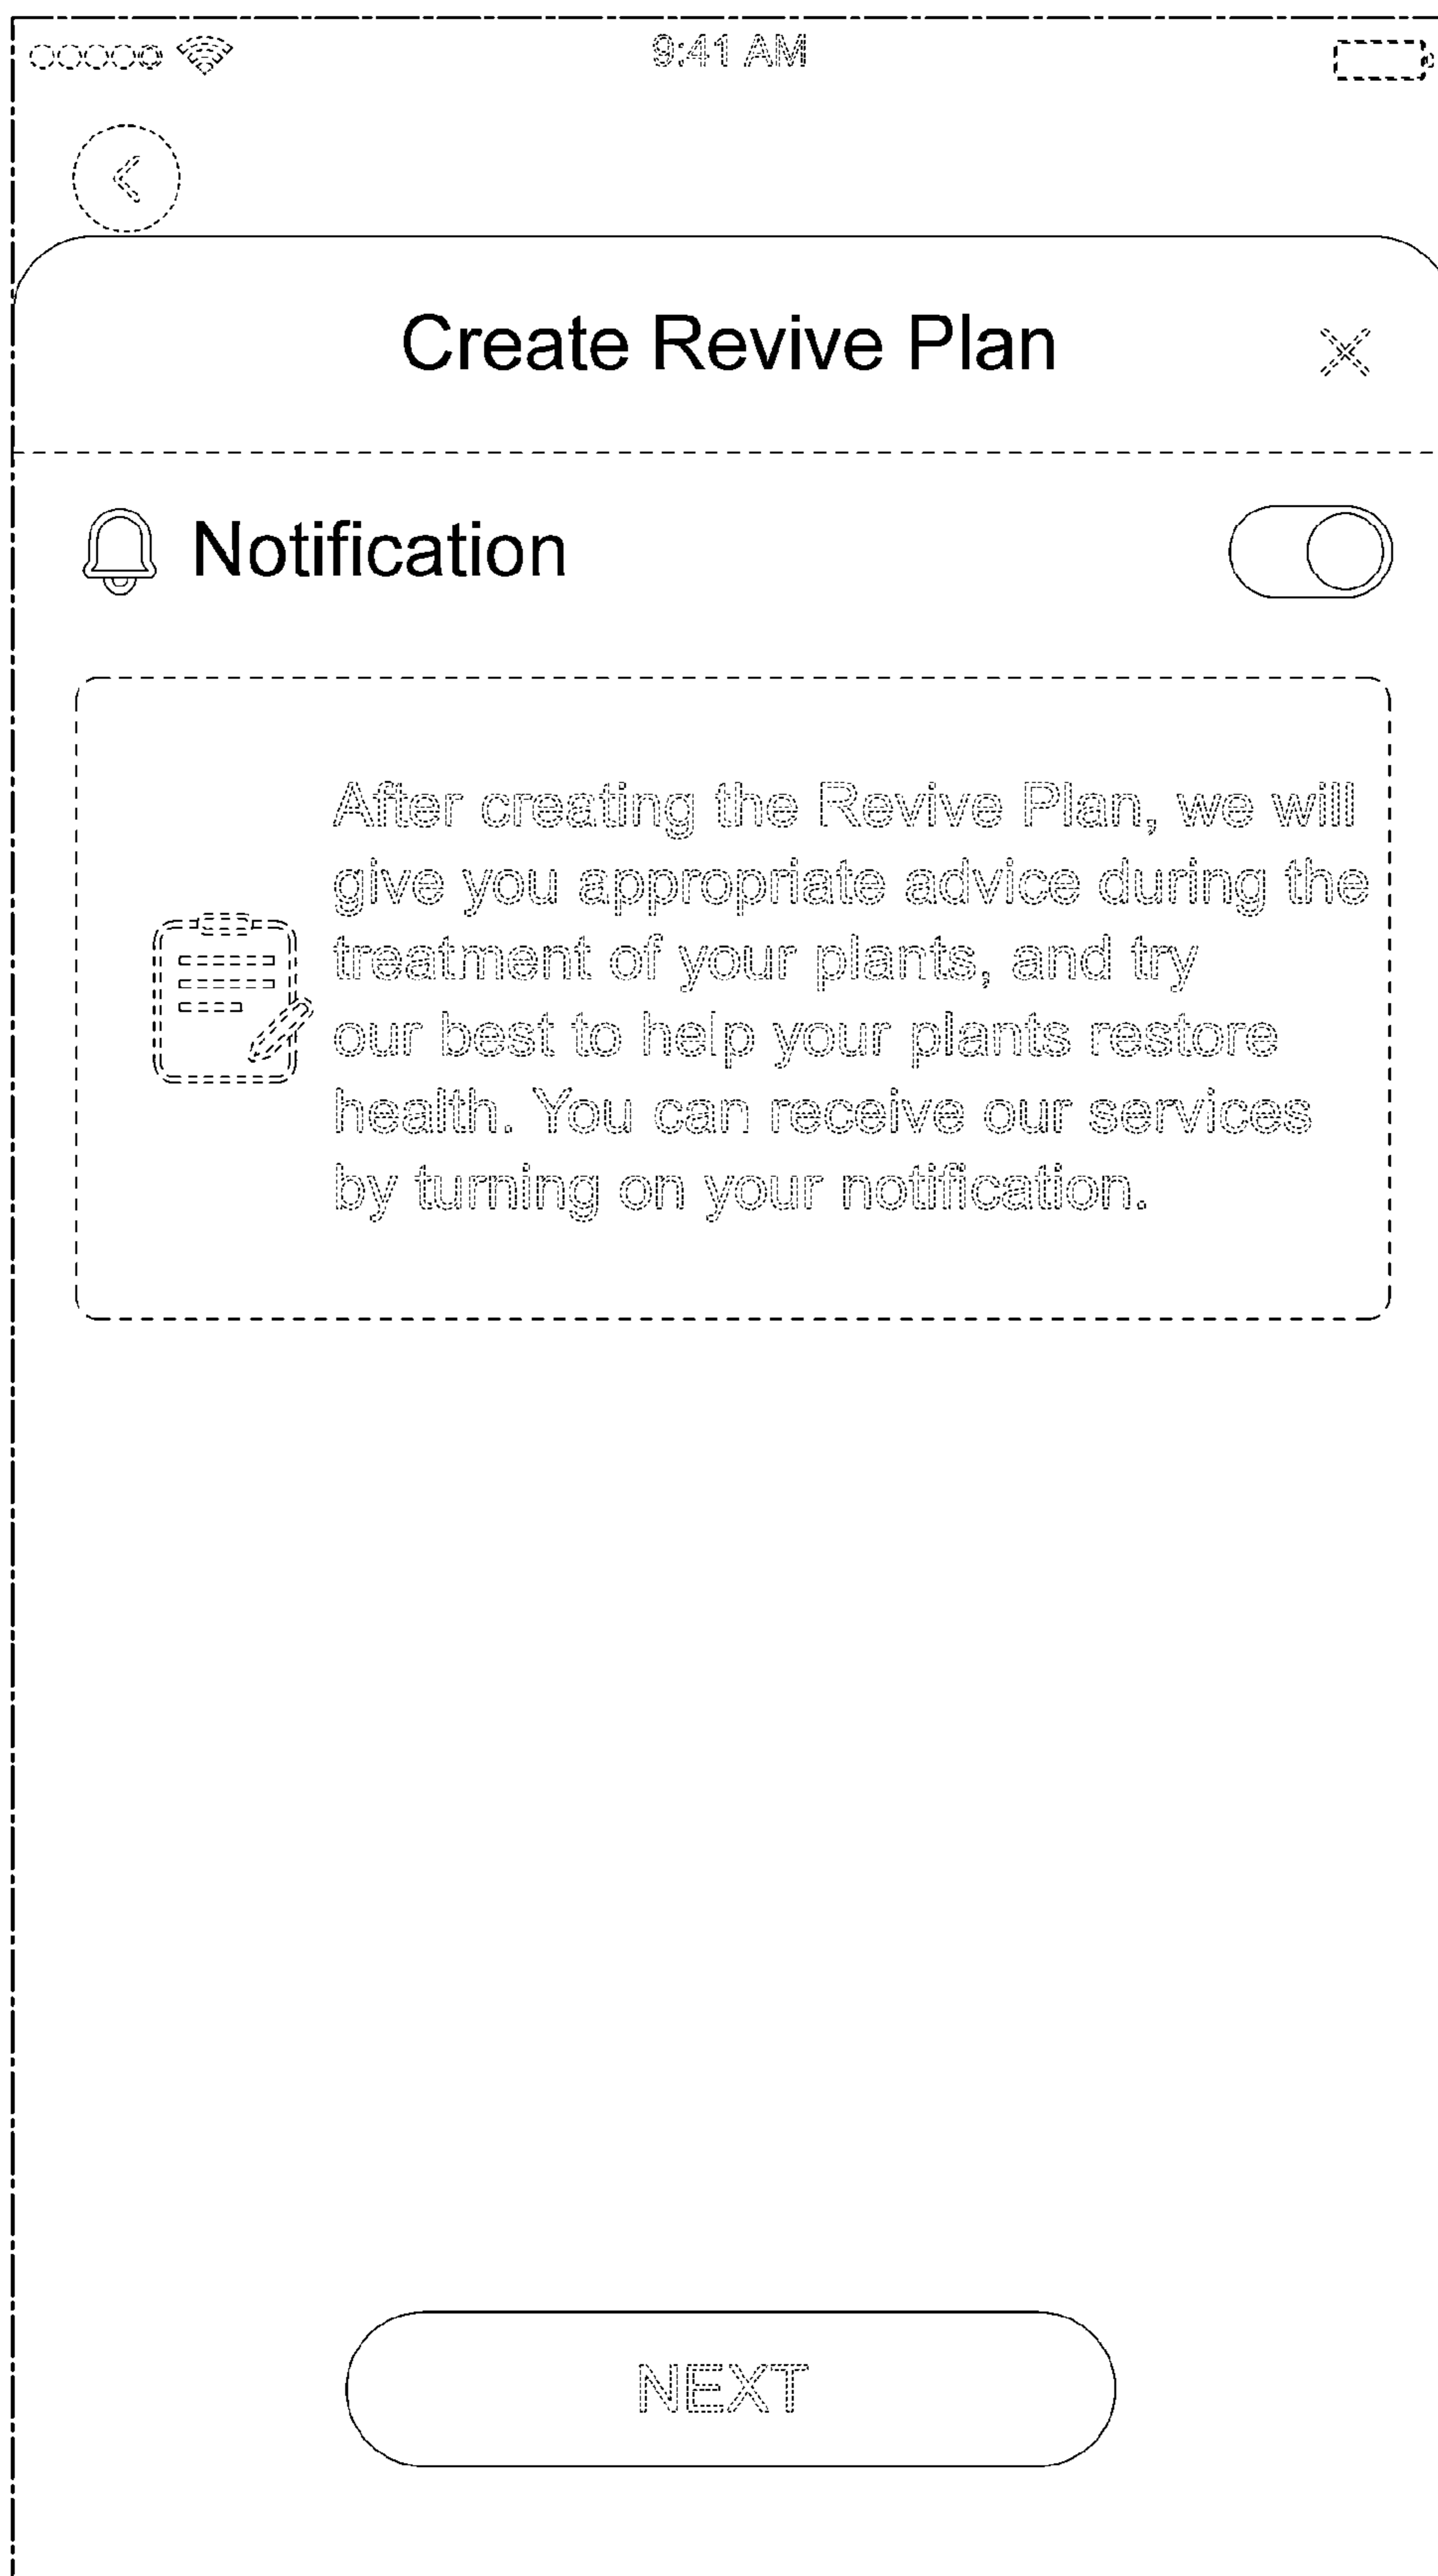 9:41 AM
Create Revive Plan
Notification
After creating the Revive Plan, we will
give you appropriate advice during the
treatment of your plants, and try
our best to help your plants restore
health. You can receive our services
by turning on your notification.
NEXT